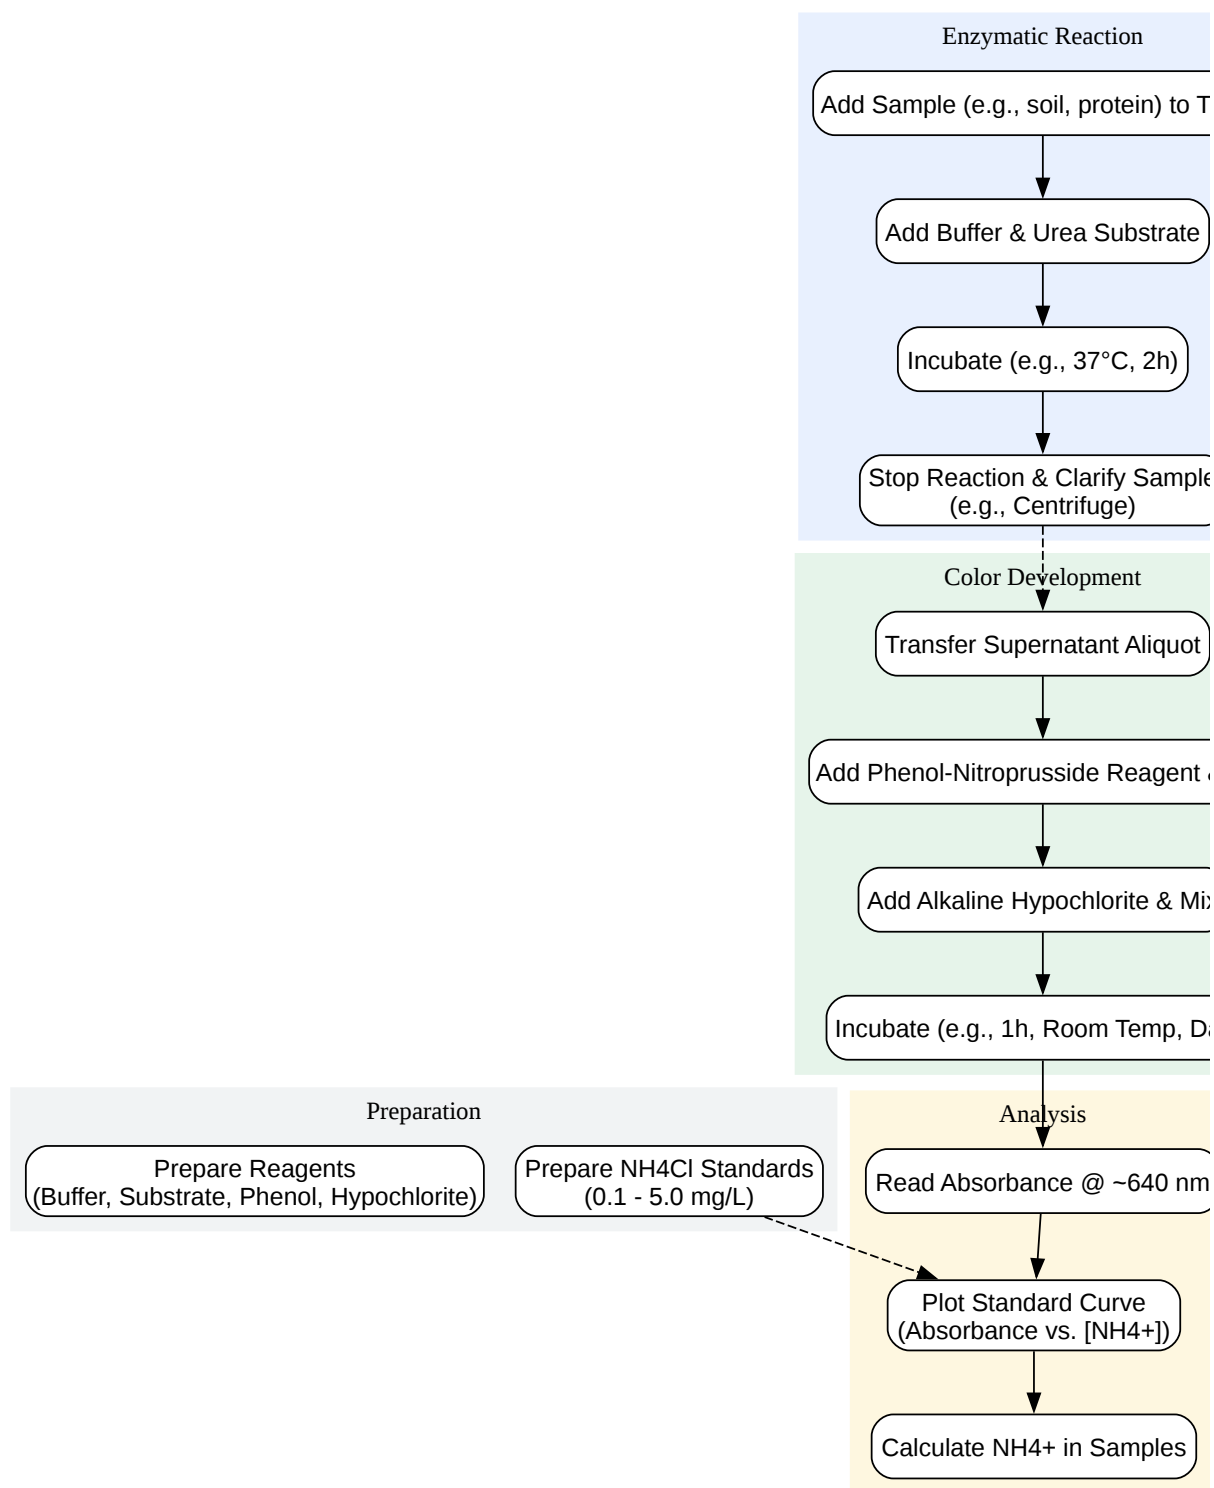 Enzymatic Reaction
Add Sample (e.g., soil, protein) to T
Add Buffer & Urea Substrate
Incubate (e.g., 37°C, 2h)
Stop Reaction & Clarify Sample
(e.g., Centrifuge)
Color Development
Transfer Supernatant Aliquot
Add Phenol-Nitroprusside Reagent &
Add Alkaline Hypochlorite & Mix
Incubate (e.g., 1h, Room Temp, Da
Preparation
Prepare Reagents
(Buffer, Substrate, Phenol, Hypochlorite)
Prepare NH4Cl Standards
(0.1 - 5.0 mg/L)
Analysis
Read Absorbance @ ~640 nm
Plot Standard Curve
(Absorbance vs. [NH4+])
Calculate NH4+ in Samples